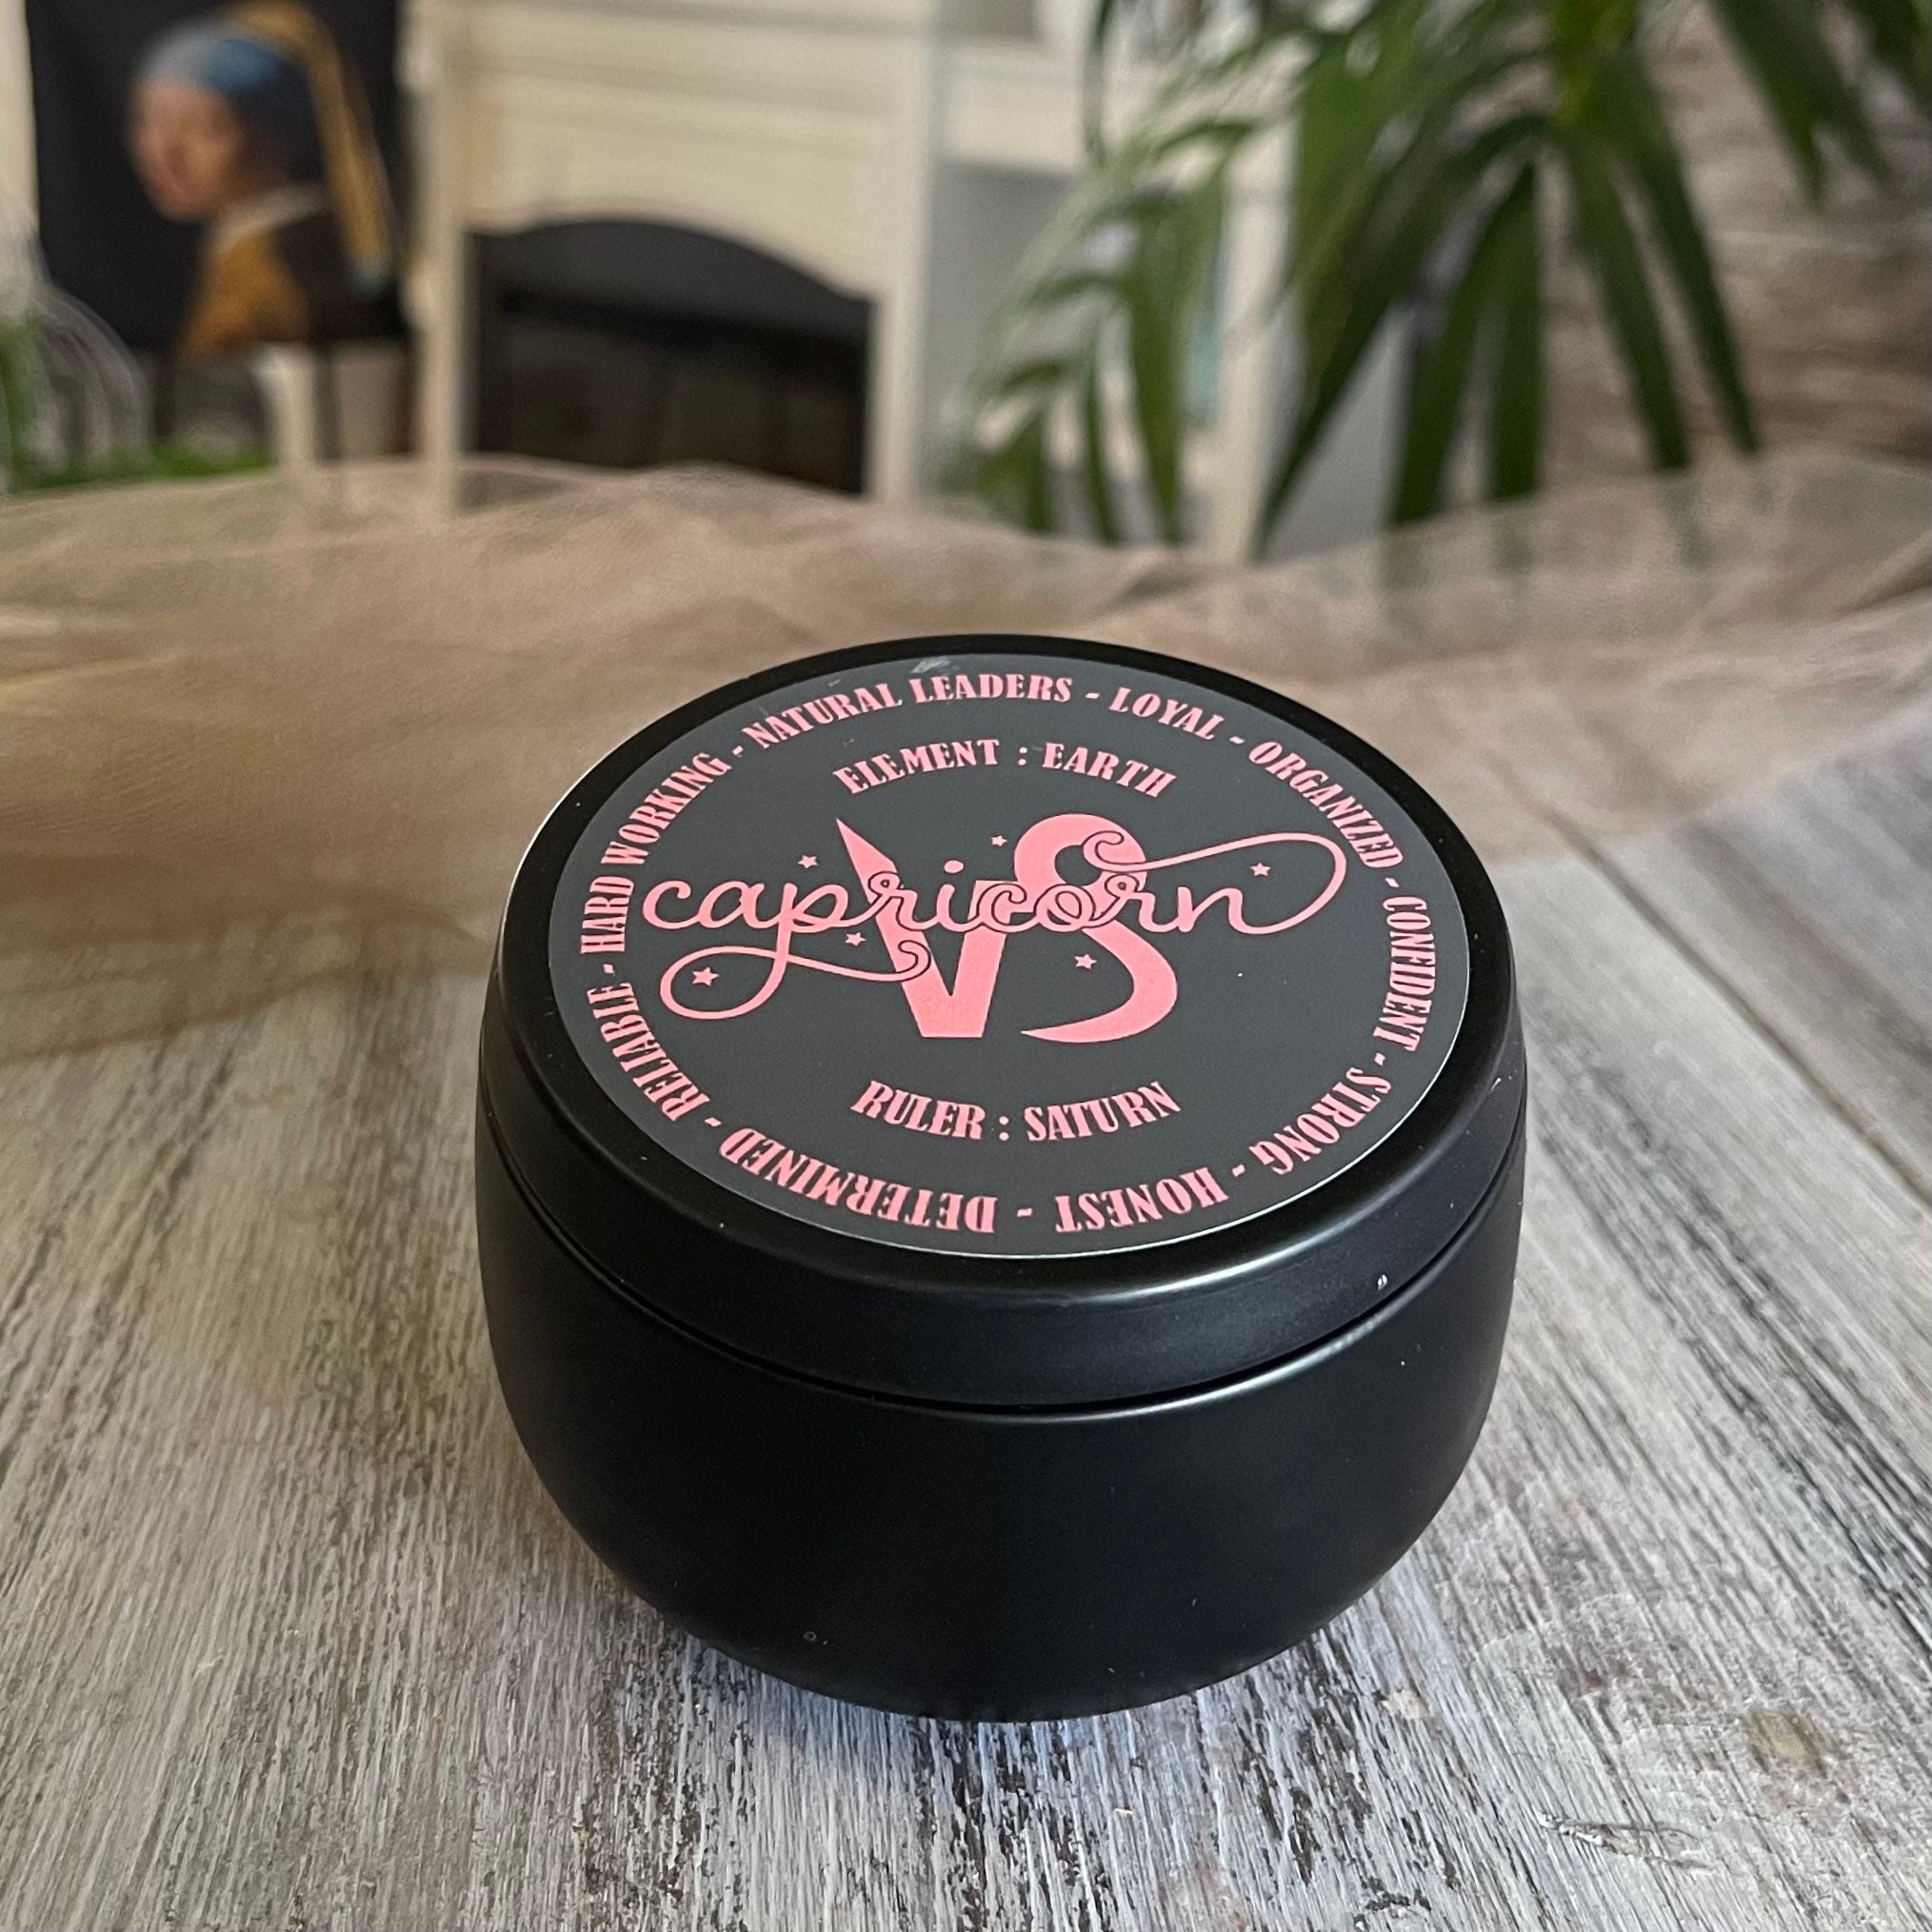 NATURAL LEADERS - LOYAL - ORGANIZED - CONFIDENT - STRONG - HONEST - DETERMINED - RELIABLE - HARD WORKING -
ELEMENT : EARTH
capricorn
RULER : SATURN